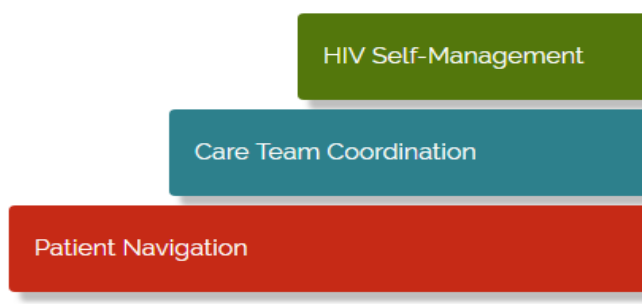 HIV Self-Management
Care Team Coordination
Patient Navigation